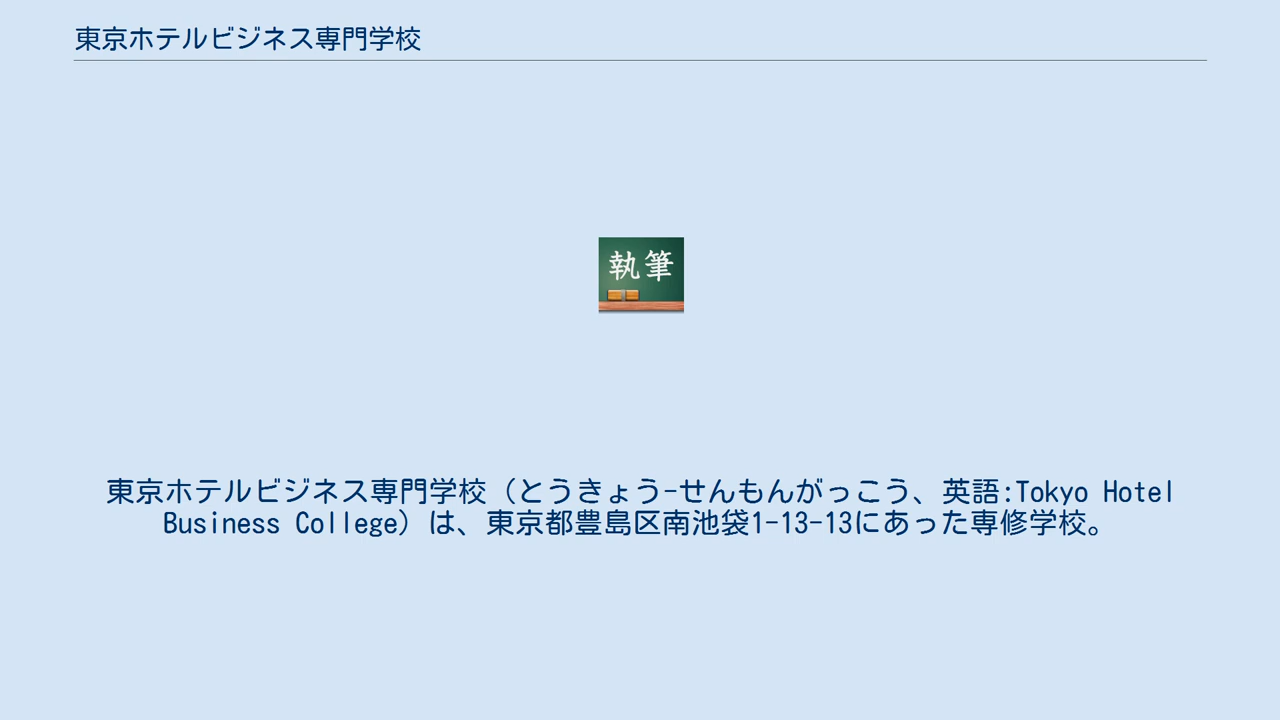 東京ホテルビジネス専門学校
執筆
東京ホテルビジネス専門学校（とうきょう-せんもんがっこう、英語:Tokyo Hotel
Business College）は、東京都豊島区南池袋1-13-13にあった専修学校。